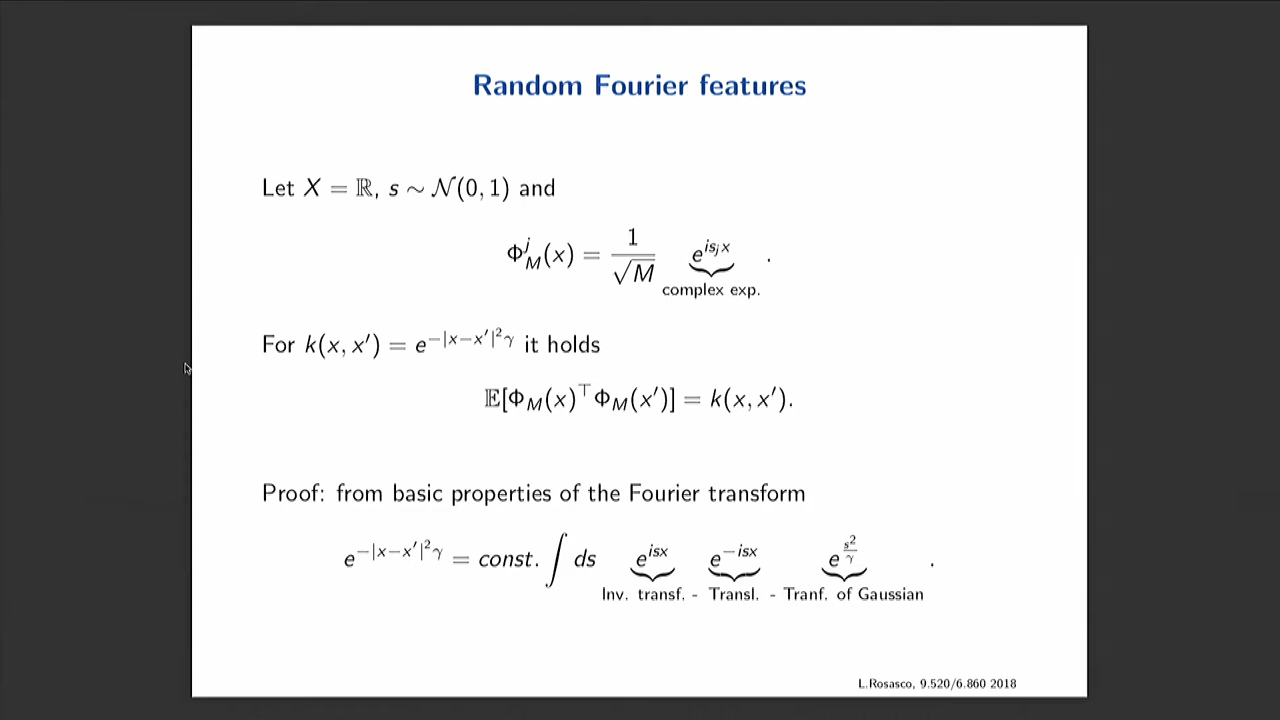 Random Fourier features
Let X = ℝ, s ∼ 𝒩(0, 1) and
Φ_M^j(x) = 1/√M e^{is_j x} .
complex exp.
For k(x, x′) = e^{−|x−x′|²γ} it holds
𝔼[Φ_M(x)^⊤Φ_M(x′)] = k(x, x′).
Proof: from basic properties of the Fourier transform
e^{−|x−x′|²γ} = const. ∫ ds e^{isx} e^{−isx} e^{s²/γ} .
Inv. transf. - Transl. - Tranf. of Gaussian
L.Rosasco, 9.520/6.860 2018